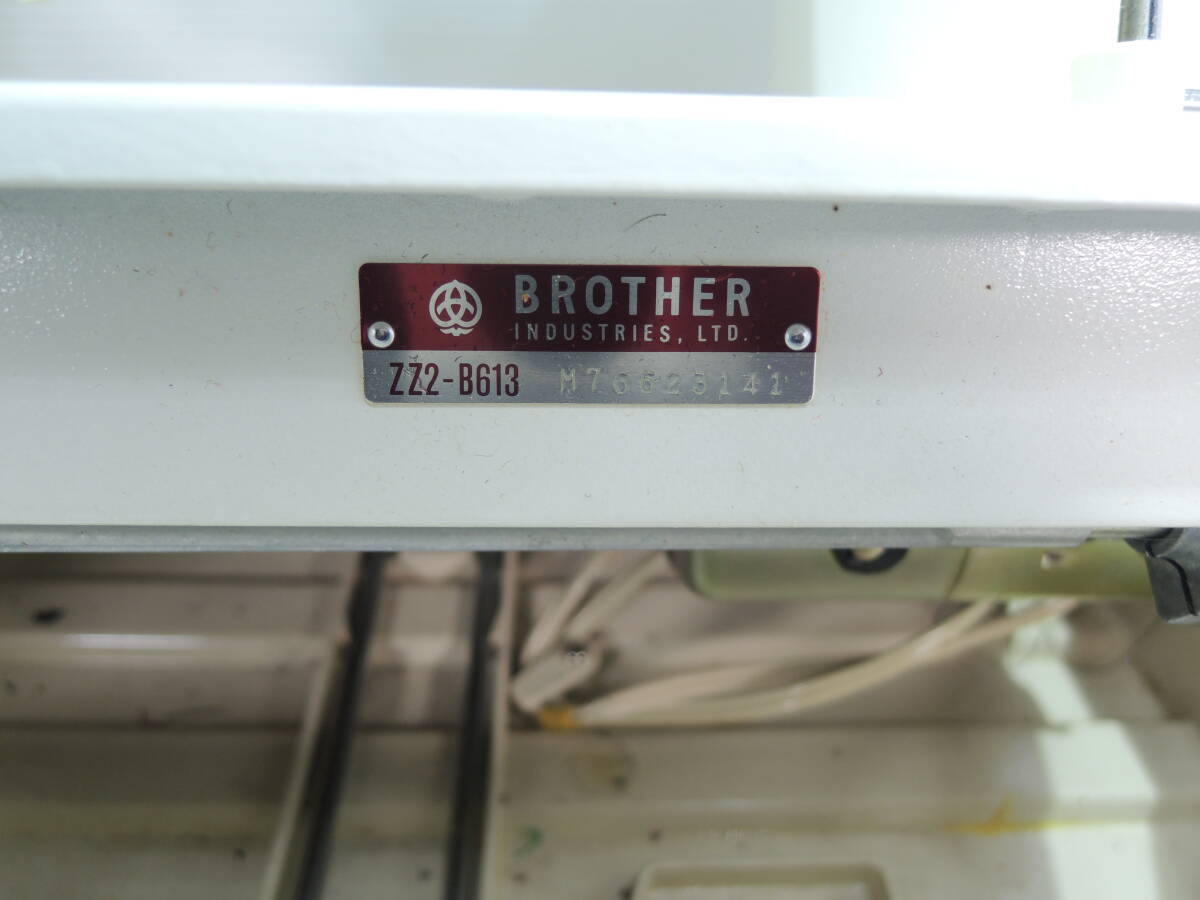 BROTHER
INDUSTRIES, LTD.
ZZ2-B613 M76623141